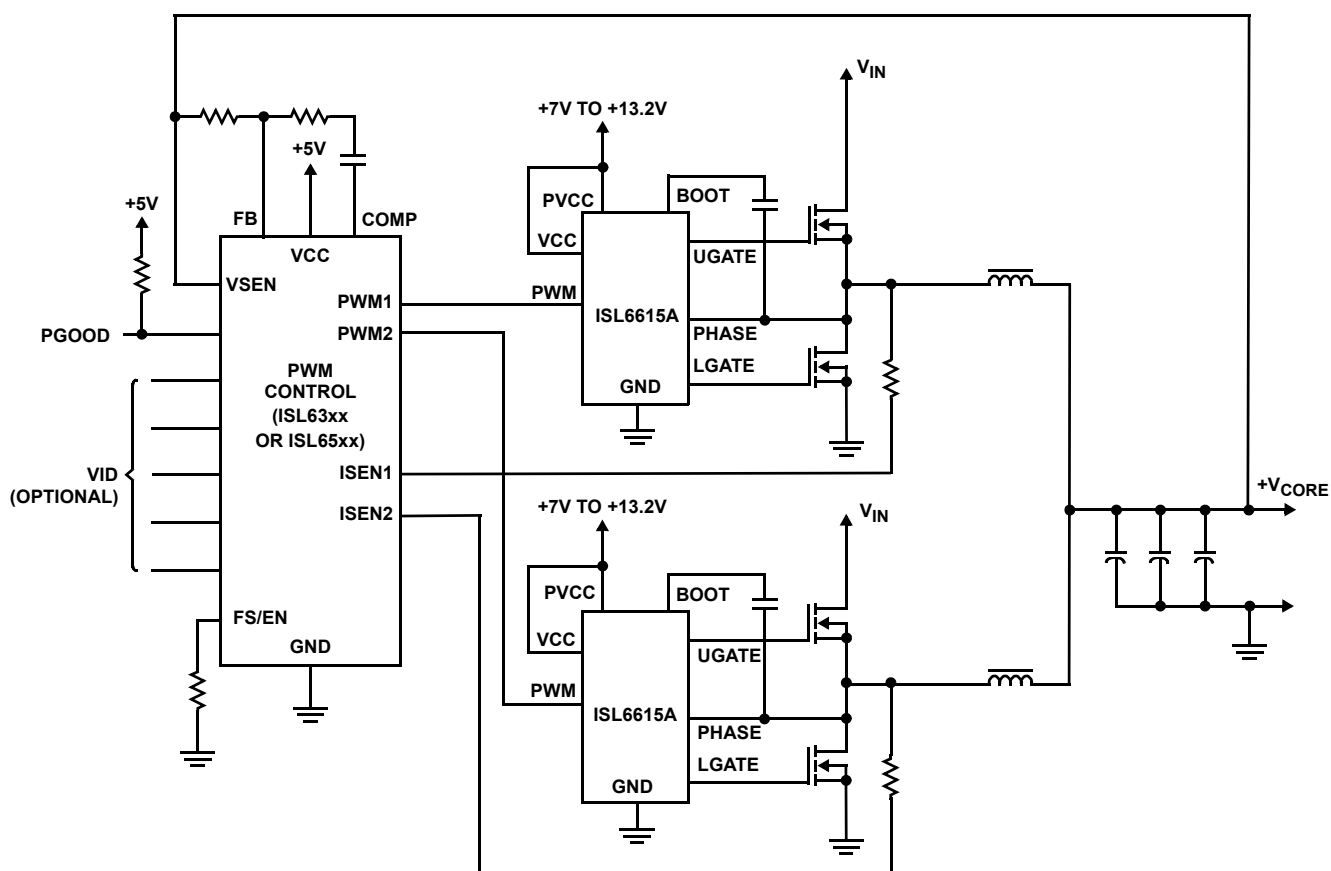 V_IN
+7V TO +13.2V
+5V
+5V
PVCC
BOOT
FB
COMP
VCC
VCC
UGATE
VSEN
PWM1
PWM
ISL6615A
PGOOD
PWM2
PHASE
PWM
CONTROL
(ISL63xx
OR ISL65xx)
LGATE
GND
VID
(OPTIONAL)
ISEN1
ISEN2
+V_CORE
+7V TO +13.2V
V_IN
PVCC
BOOT
FS/EN
VCC
GND
UGATE
PWM
ISL6615A
PHASE
LGATE
GND